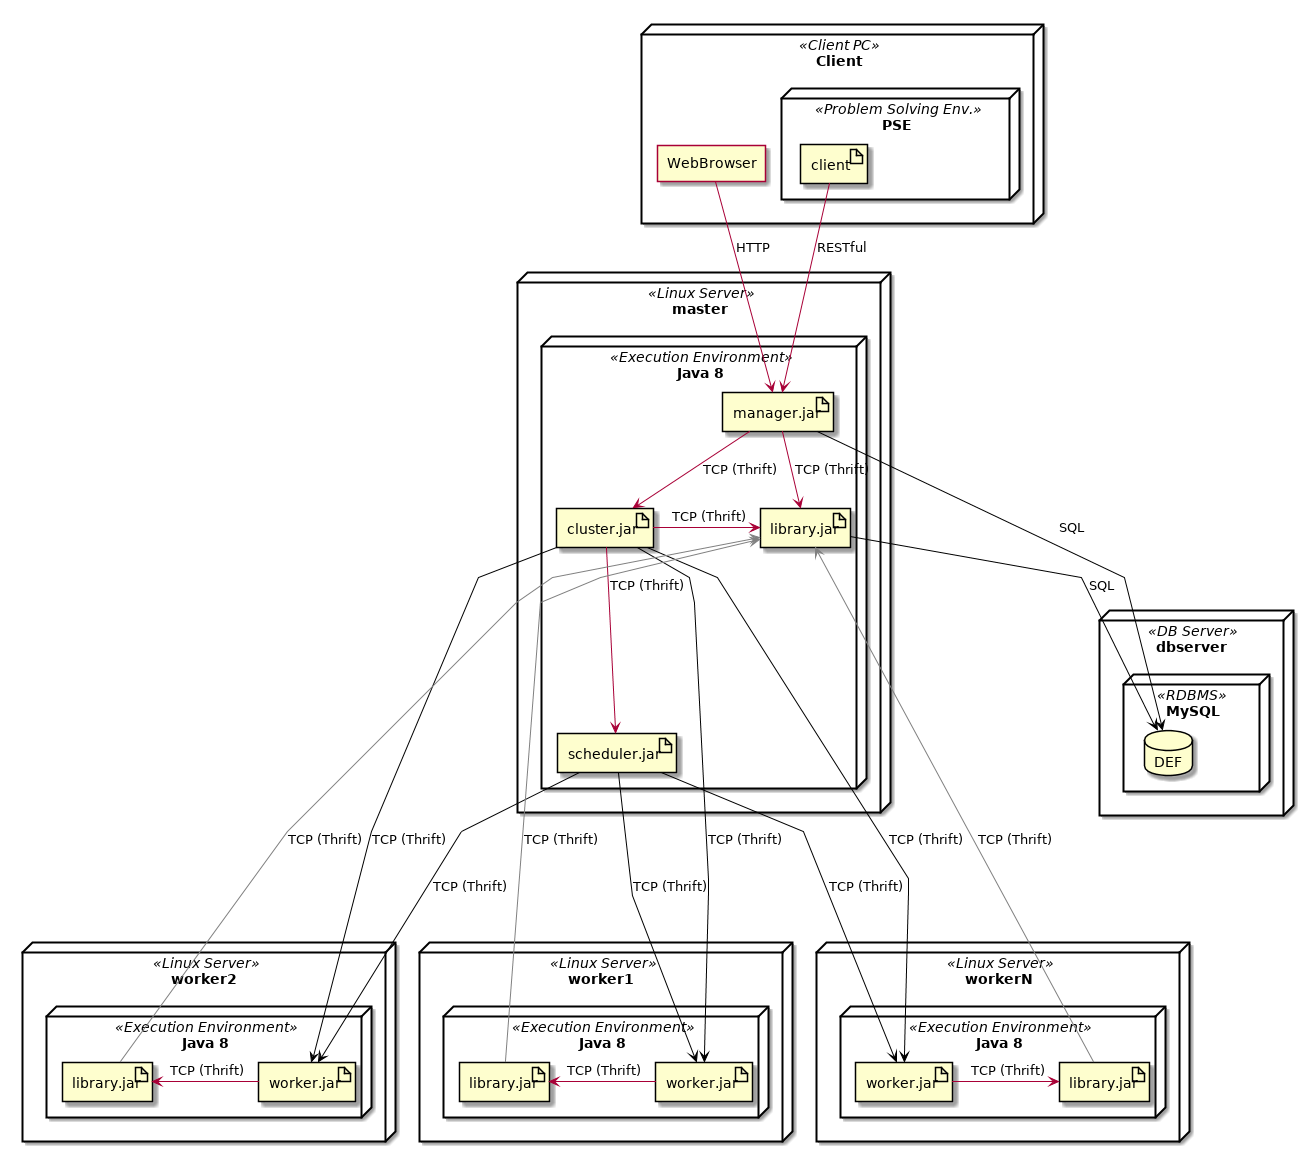 «Client PC»
Client
«Problem Solving Env.»
PSE
WebBrowser
client
HTTP
RESTful
«Linux Server»
master
«Execution Environment»
Java 8
manager.jar
TCP (Thrift)
TCP (Thrift)
cluster.jar
TCP (Thrift)
library.jar
SQL
TCP (Thrift)
SQL
«DB Server»
dbserver
«RDBMS»
MySQL
DEF
scheduler.jar
TCP (Thrift)
TCP (Thrift)
TCP (Thrift)
TCP (Thrift)
TCP (Thrift)
TCP (Thrift)
TCP (Thrift)
TCP (Thrift)
TCP (Thrift)
«Linux Server»
worker2
«Execution Environment»
Java 8
library.jar
TCP (Thrift)
worker.jar
«Linux Server»
worker1
«Execution Environment»
Java 8
library.jar
TCP (Thrift)
worker.jar
«Linux Server»
workerN
«Execution Environment»
Java 8
worker.jar
TCP (Thrift)
library.jar